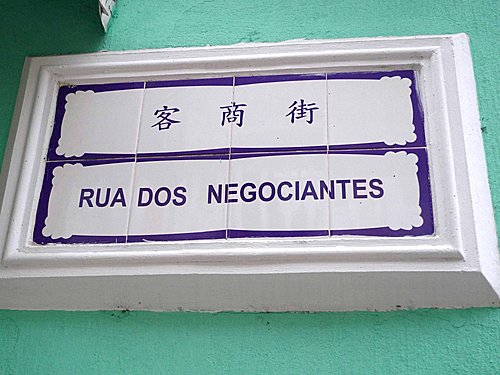 客商街
RUA DOS NEGOCIANTES